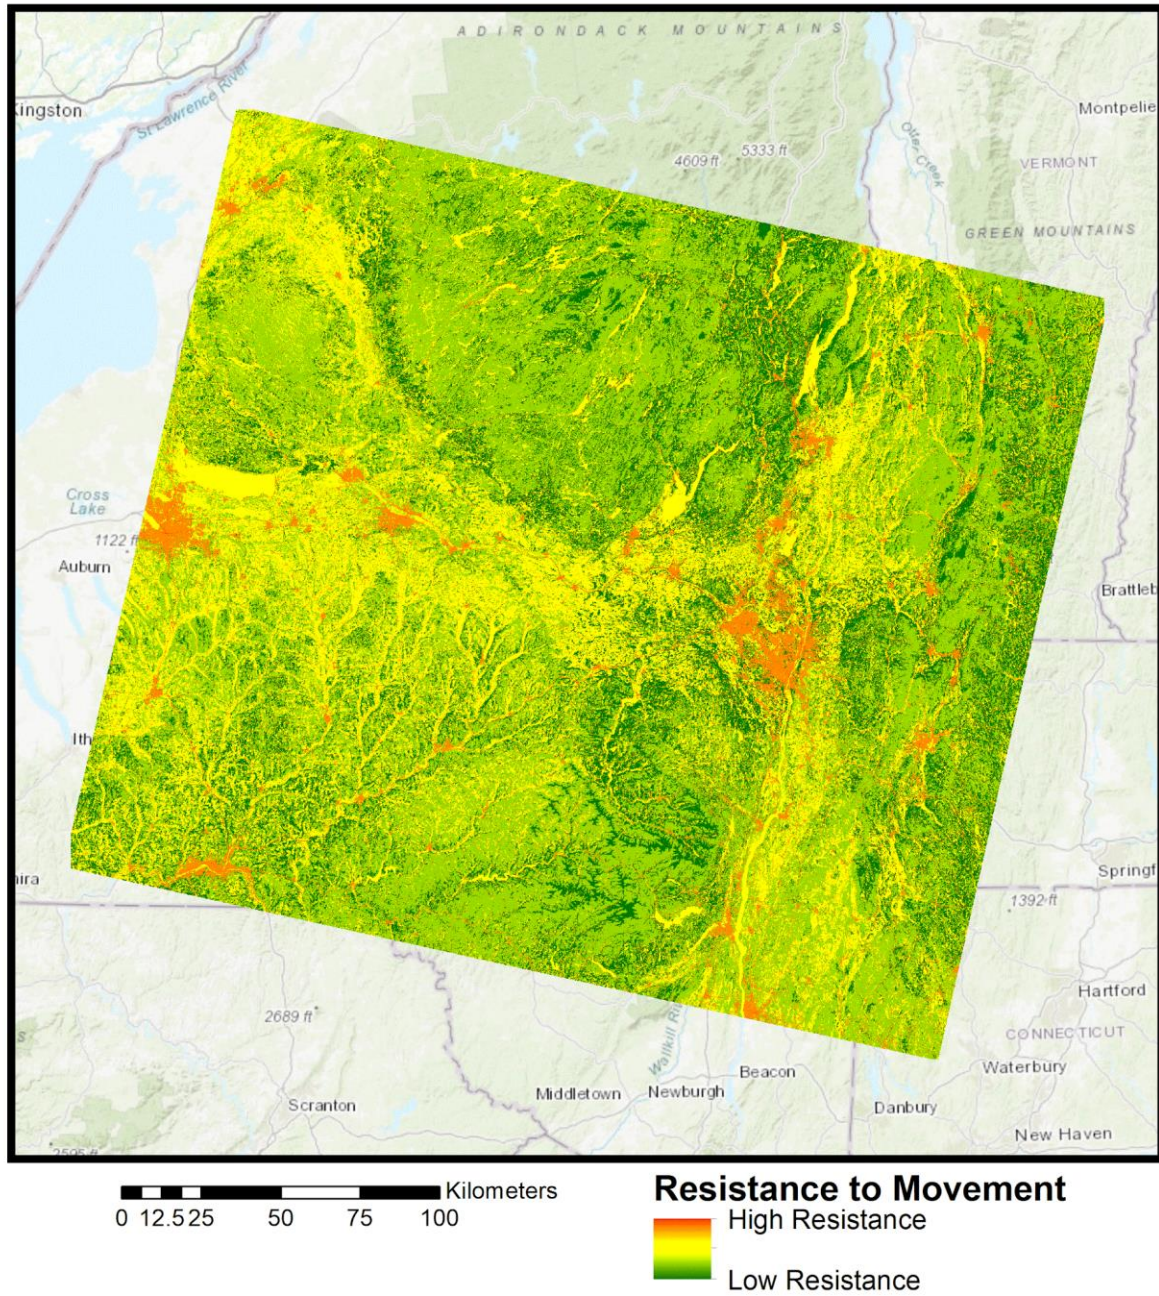 ADIRONDACK MOUNTAINS
Kingston
St Lawrence River
Montpelie
Otter Creek
4609 ft
5333 ft
VERMONT
GREEN MOUNTAINS
Cross
Lake
1122 ft
Auburn
Brattleb
Ith
ira
Springf
1392 ft
Hartford
2689 ft
S
CONNECTICUT
Wallkill Ri
Waterbury
Beacon
Middletown
Newburgh
Scranton
Danbury
New Haven
2595 ft
Kilometers
0 12.5 25 50 75 100
Resistance to Movement
High Resistance
Low Resistance